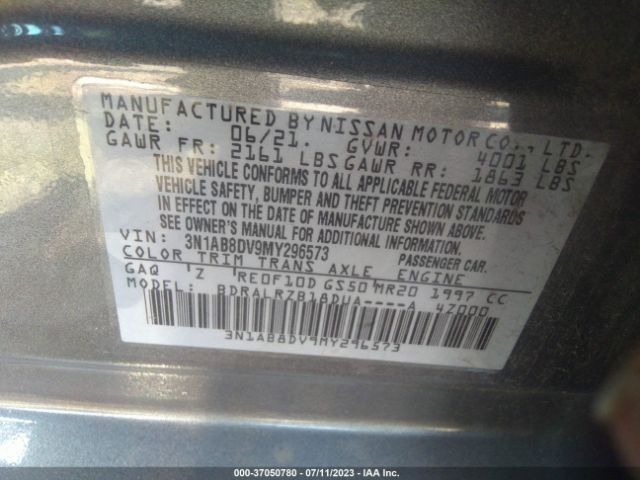 MANUFACTURED BY NISSAN MOTOR CO., LTD.
DATE: 06/21. GVWR: 4001 LBS
GAWR FR: 2161 LBS GAWR RR: 1863 LBS
THIS VEHICLE CONFORMS TO ALL APPLICABLE FEDERAL MOTOR
VEHICLE SAFETY, BUMPER AND THEFT PREVENTION STANDARDS
IN EFFECT ON THE DATE OF MANUFACTURE SHOWN ABOVE.
SEE OWNER'S MANUAL FOR ADDITIONAL INFORMATION.
VIN: 3N1AB8DV9MY296573 PASSENGER CAR.
COLOR TRIM TRANS AXLE ENGINE
GAQ Z RE0F10D GS50 MR20 1997 CC
MODEL: BDRALRZB18DUA----A 4Z000
3N1AB8DV9MY296573
000-37050780 - 07/11/2023 - IAA Inc.